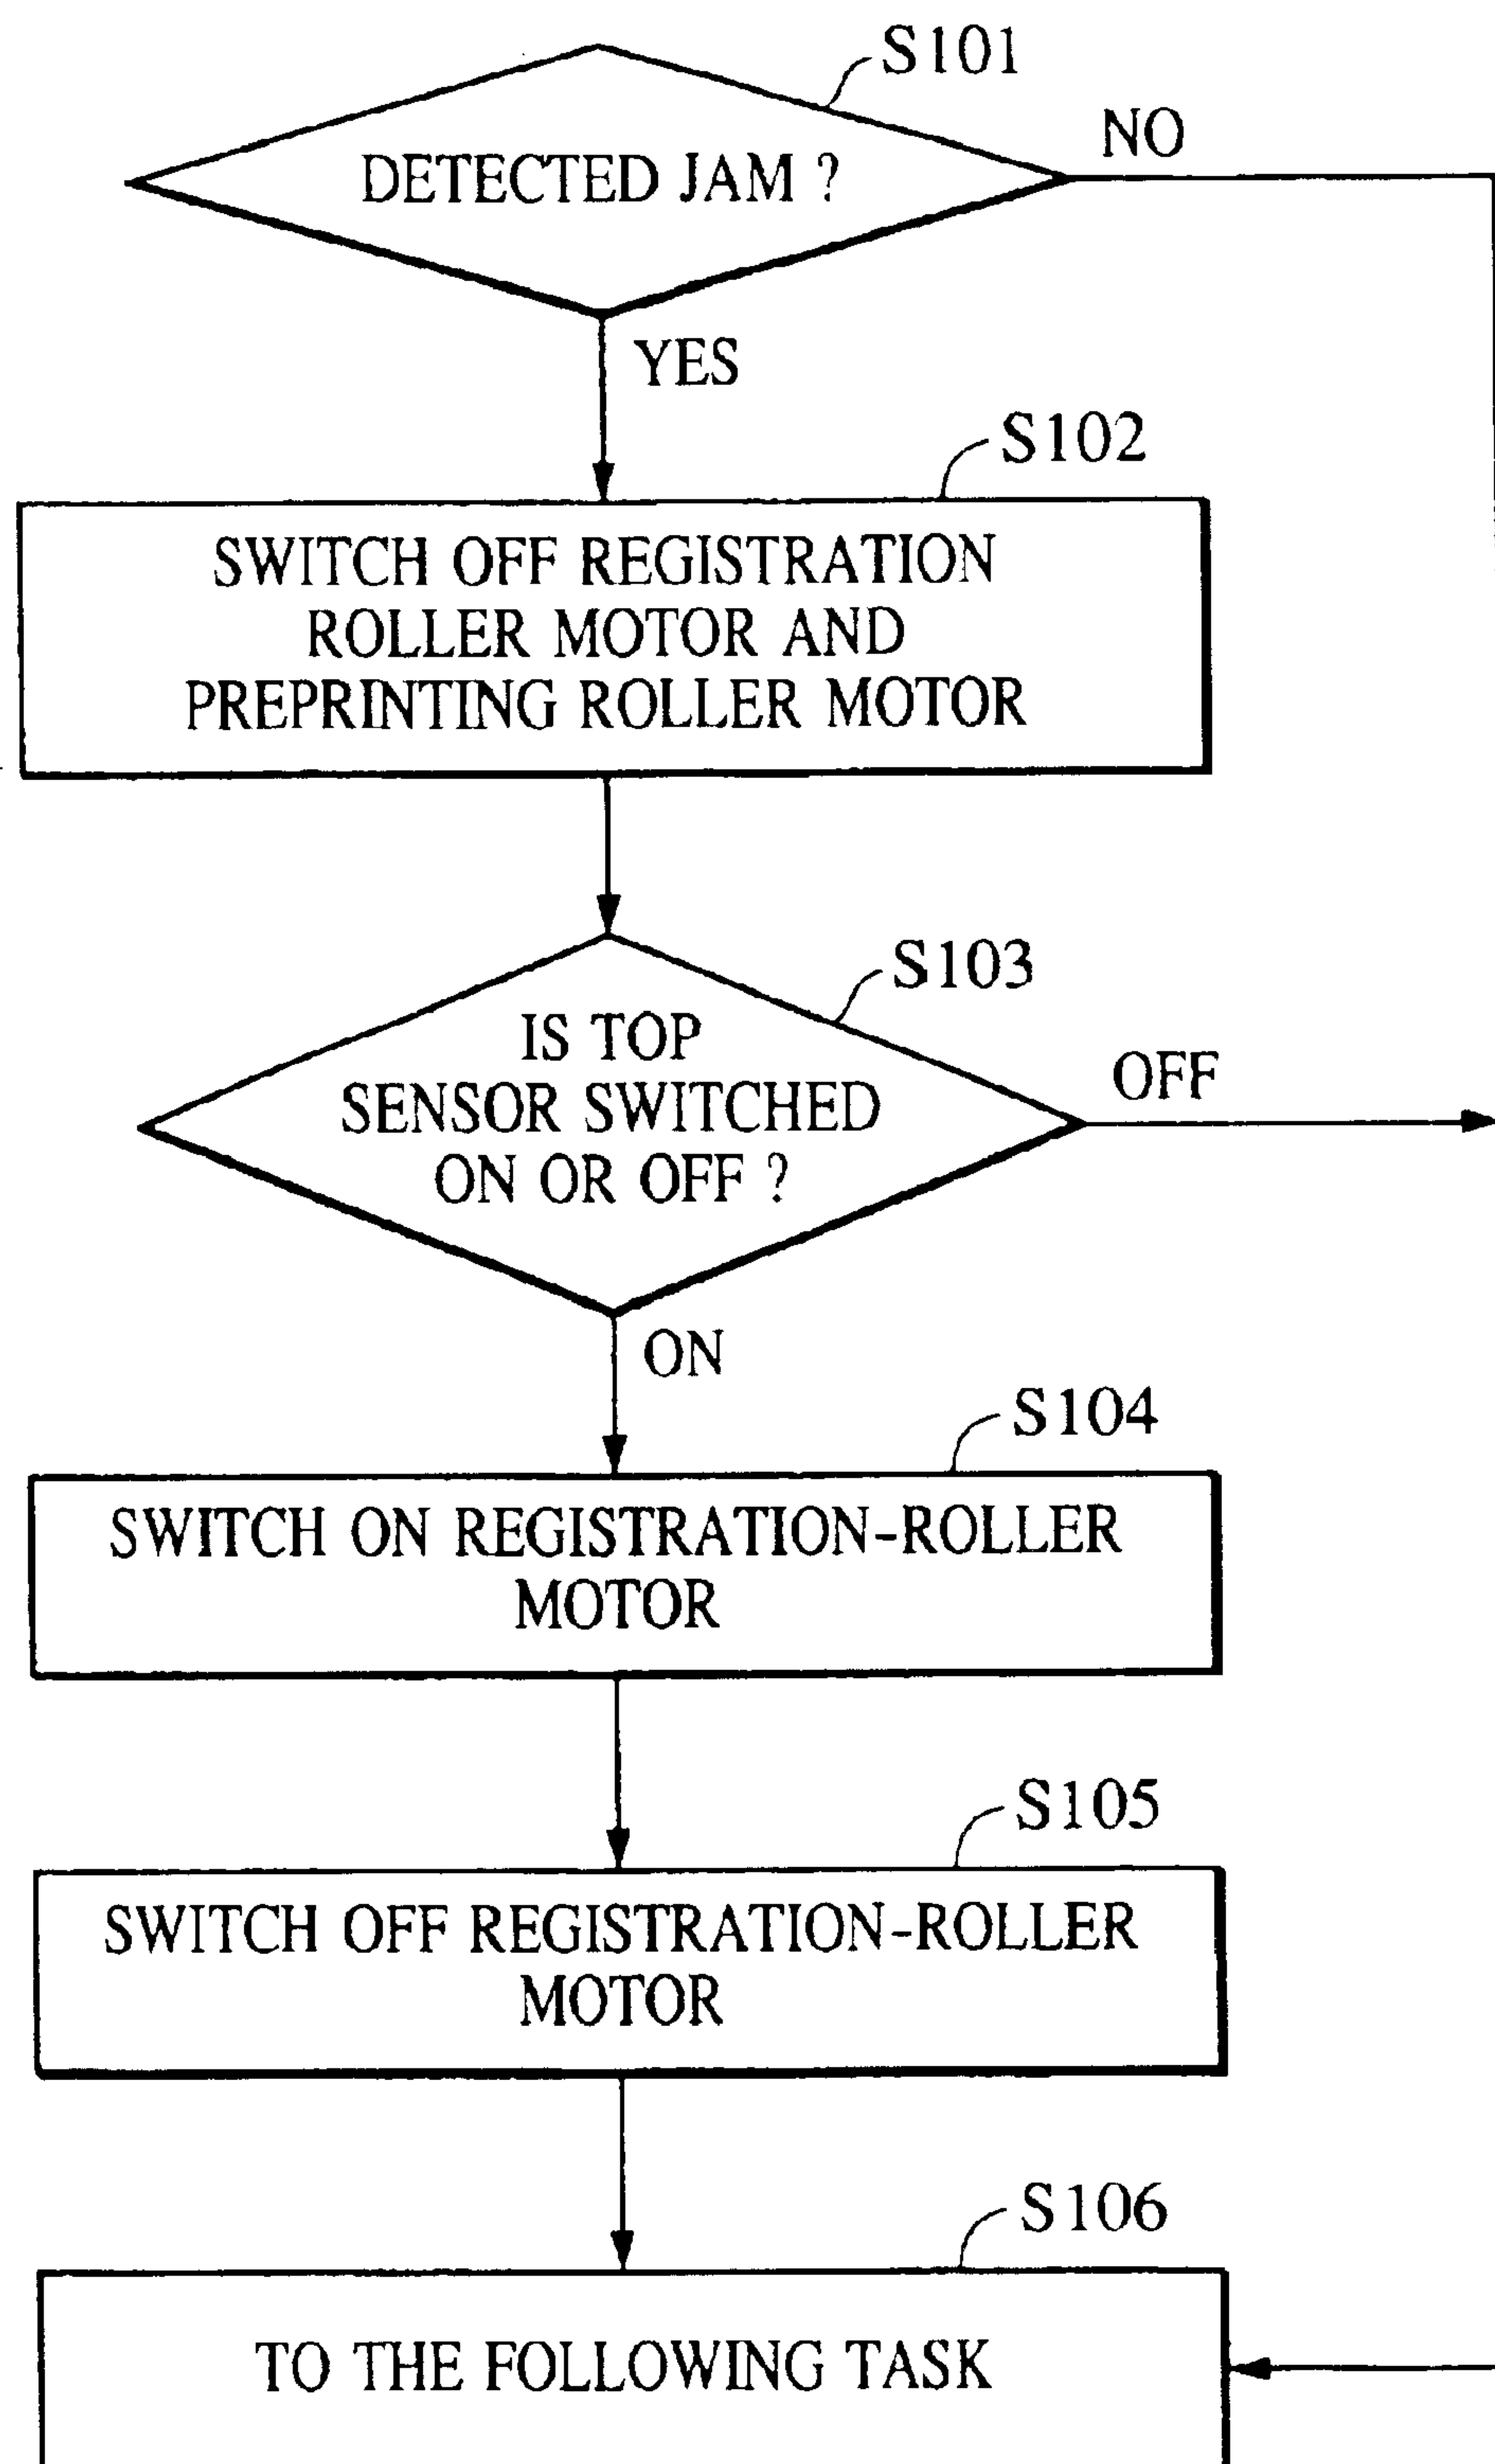 S101
DETECTED JAM ?
NO
YES
S102
SWITCH OFF REGISTRATION
ROLLER MOTOR AND
PREPRINTING ROLLER MOTOR
S103
IS TOP
SENSOR SWITCHED
ON OR OFF ?
OFF
ON
S104
SWITCH ON REGISTRATION-ROLLER
MOTOR
S105
SWITCH OFF REGISTRATION-ROLLER
MOTOR
S106
TO THE FOLLOWING TASK